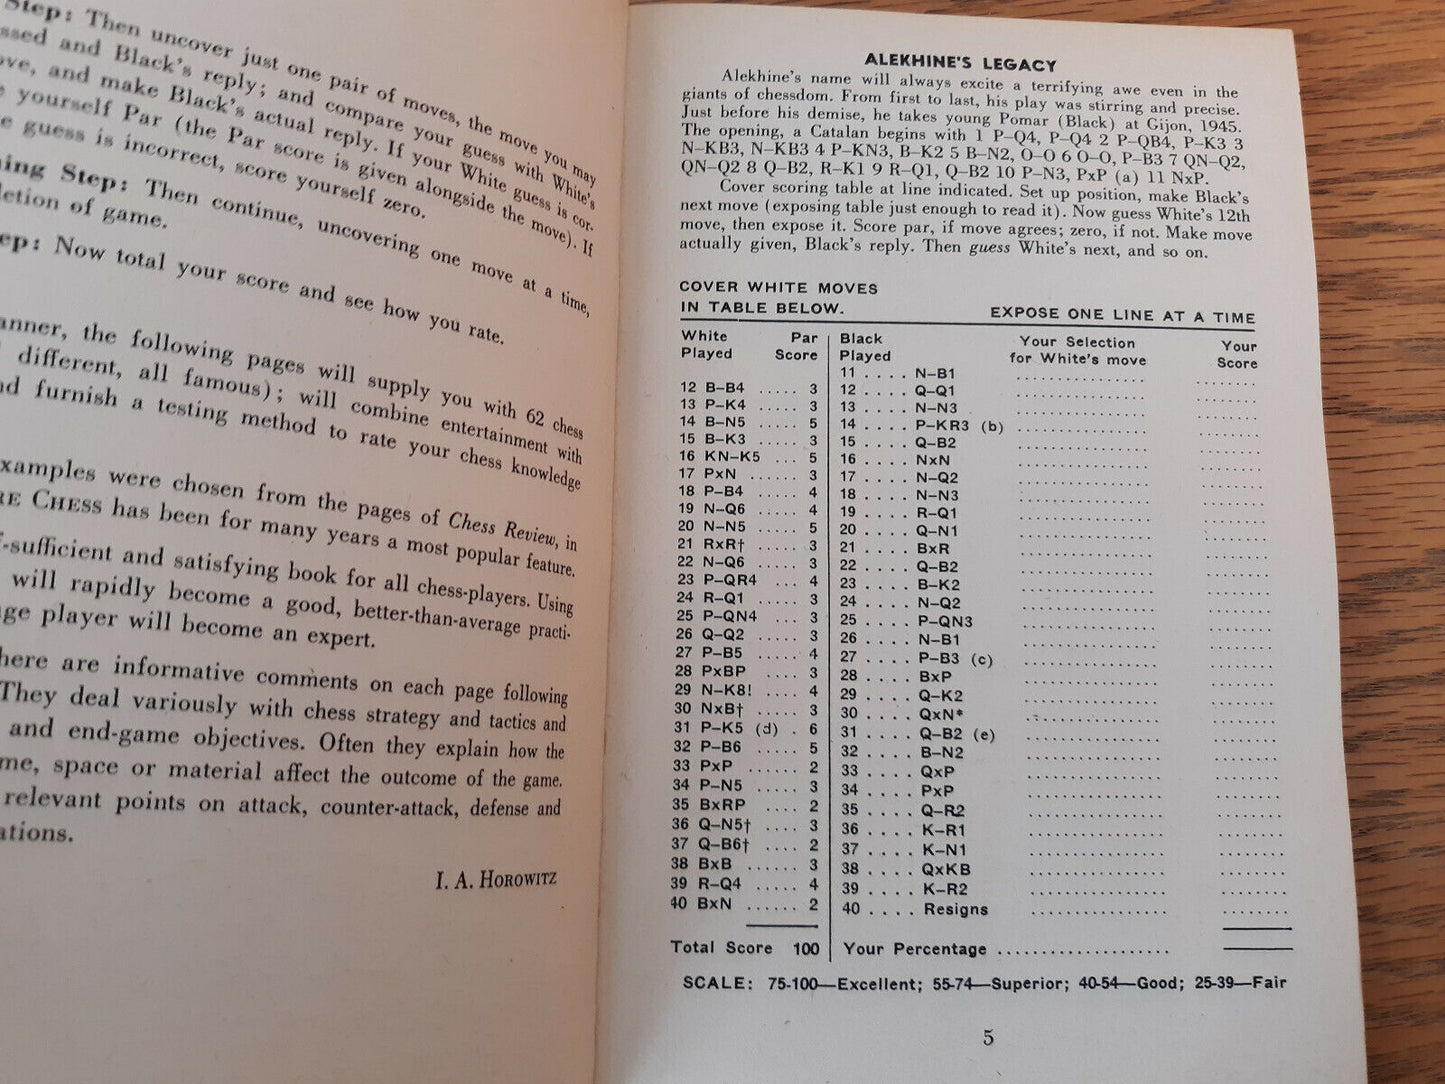 Step: Then uncover just one pair of moves, the move you may
ssed and Black's reply; and compare your guess with White's
ove, and make Black's actual reply. If your White guess is cor-
e yourself Par (the Par score is given alongside the move). If
e guess is incorrect, score yourself zero.
ning Step: Then continue, uncovering one move at a time,
letion of game.
ep: Now total your score and see how you rate.
anner, the following pages will supply you with 62 chess
different, all famous); will combine entertainment with
nd furnish a testing method to rate your chess knowledge
xamples were chosen from the pages of Chess Review, in
RE CHESS has been for many years a most popular feature.
f-sufficient and satisfying book for all chess-players. Using
will rapidly become a good, better-than-average practi-
age player will become an expert.
here are informative comments on each page following
They deal variously with chess strategy and tactics and
and end-game objectives. Often they explain how the
me, space or material affect the outcome of the game.
relevant points on attack, counter-attack, defense and
ations.
I. A. HOROWITZ
ALEKHINE'S LEGACY
Alekhine's name will always excite a terrifying awe even in the
giants of chessdom. From first to last, his play was stirring and precise.
Just before his demise, he takes young Pomar (Black) at Gijon, 1945.
The opening, a Catalan begins with 1 P–Q4, P–Q4 2 P–QB4, P–K3 3
N–KB3, N–KB3 4 P–KN3, B–K2 5 B–N2, O–O 6 O–O, P–B3 7 QN–Q2,
QN–Q2 8 Q–B2, R–K1 9 R–Q1, Q–B2 10 P–N3, PxP (a) 11 NxP.
Cover scoring table at line indicated. Set up position, make Black's
next move (exposing table just enough to read it). Now guess White's 12th
move, then expose it. Score par, if move agrees; zero, if not. Make move
actually given, Black's reply. Then guess White's next, and so on.
COVER WHITE MOVES
IN TABLE BELOW. EXPOSE ONE LINE AT A TIME
White Par Black Your Selection Your
Played Score Played for White's move Score
11 . . . . N–B1
12 B–B4 ..... 3 12 . . . . Q–Q1
13 P–K4 ..... 3 13 . . . . N–N3
14 B–N5 ..... 5 14 . . . . P–KR3 (b)
15 B–K3 ..... 3 15 . . . . Q–B2
16 KN–K5 .. 5 16 . . . . NxN
17 PxN ...... 3 17 . . . . N–Q2
18 P–B4 ..... 4 18 . . . . N–N3
19 N–Q6 .... 4 19 . . . . R–Q1
20 N–N5 .... 5 20 . . . . Q–N1
21 RxR† .... 3 21 . . . . BxR
22 N–Q6 .... 3 22 . . . . Q–B2
23 P–QR4 ... 4 23 . . . . B–K2
24 R–Q1 ..... 3 24 . . . . N–Q2
25 P–QN4 ... 3 25 . . . . P–QN3
26 Q–Q2 .... 3 26 . . . . N–B1
27 P–B5 ..... 4 27 . . . . P–B3 (c)
28 PxBP .... 3 28 . . . . BxP
29 N–K8! .... 4 29 . . . . Q–K2
30 NxB† ..... 3 30 . . . . QxN*
31 P–K5 (d) . 6 31 . . . . Q–B2 (e)
32 P–B6 ..... 5 32 . . . . B–N2
33 PxP ...... 2 33 . . . . QxP
34 P–N5 .... 3 34 . . . . PxP
35 BxRP .... 2 35 . . . . Q–R2
36 Q–N5† .... 3 36 . . . . K–R1
37 Q–B6† .... 2 37 . . . . K–N1
38 BxB ...... 3 38 . . . . QxKB
39 R–Q4 ..... 4 39 . . . . K–R2
40 BxN ...... 2 40 . . . . Resigns
Total Score 100 Your Percentage ....................
SCALE: 75-100—Excellent; 55-74—Superior; 40-54—Good; 25-39—Fair
5